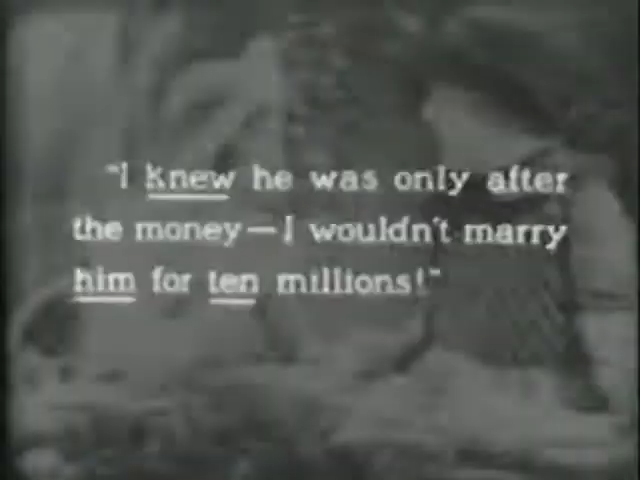 "I knew he was only after
the money—I wouldn't marry
him for ten millions!"